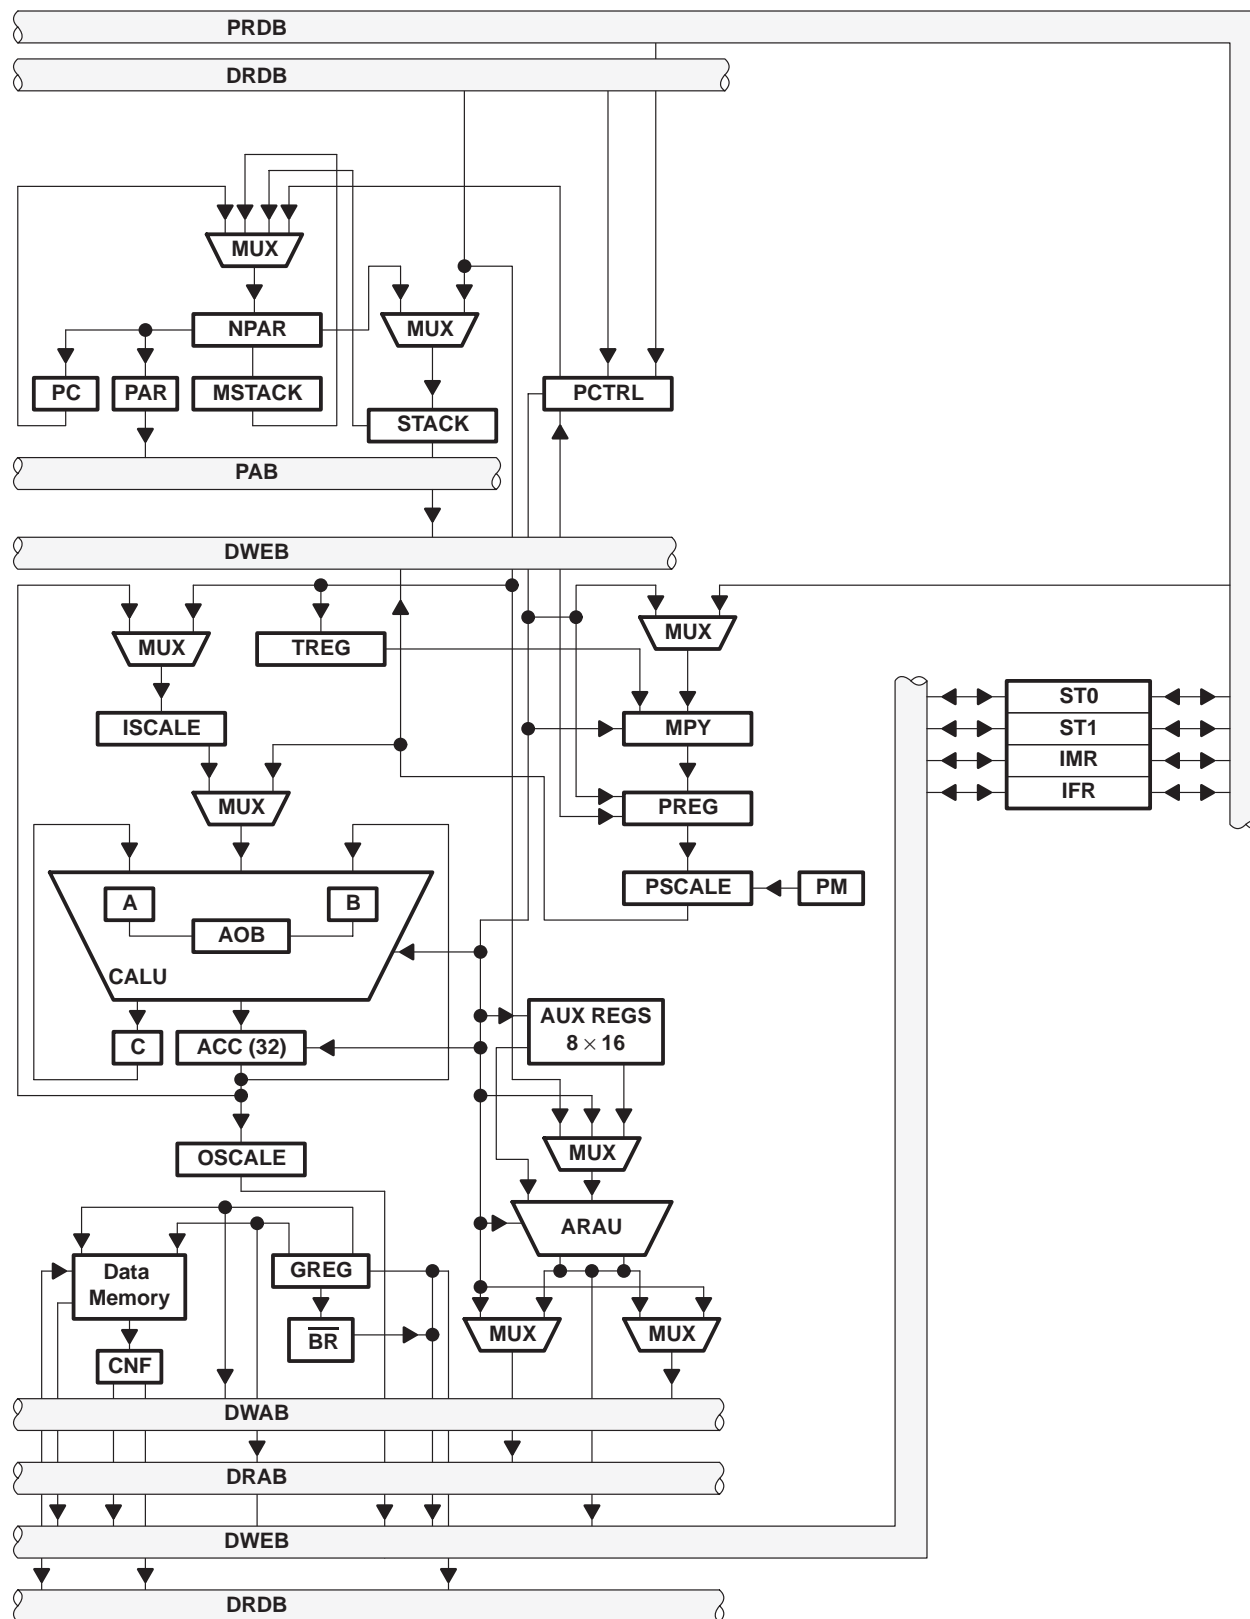 PRDB
DRDB
MUX
NPAR
MUX
PC
PAR
MSTACK
PCTRL
STACK
PAB
DWEB
MUX
TREG
MUX
ISCALE
MPY
ST0
ST1
IMR
IFR
MUX
PREG
A
B
PSCALE
PM
AOB
CALU
C
ACC (32)
AUX REGS
8 × 16
MUX
OSCALE
ARAU
Data
Memory
GREG
BR
MUX
MUX
CNF
DWAB
DRAB
DWEB
DRDB